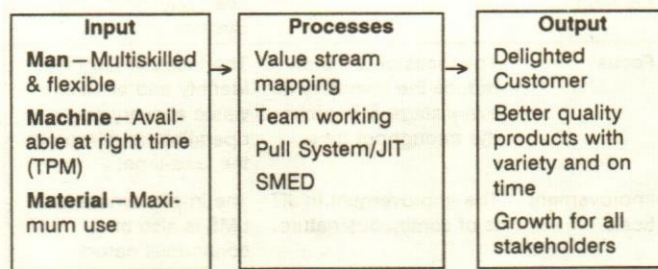 Input
Man – Multiskilled
& flexible
Machine – Avail-
able at right time
(TPM)
Material – Maxi-
mum use
Processes
Value stream
mapping
Team working
Pull System/JIT
SMED
Output
Delighted
Customer
Better quality
products with
variety and on
time
Growth for all
stakeholders